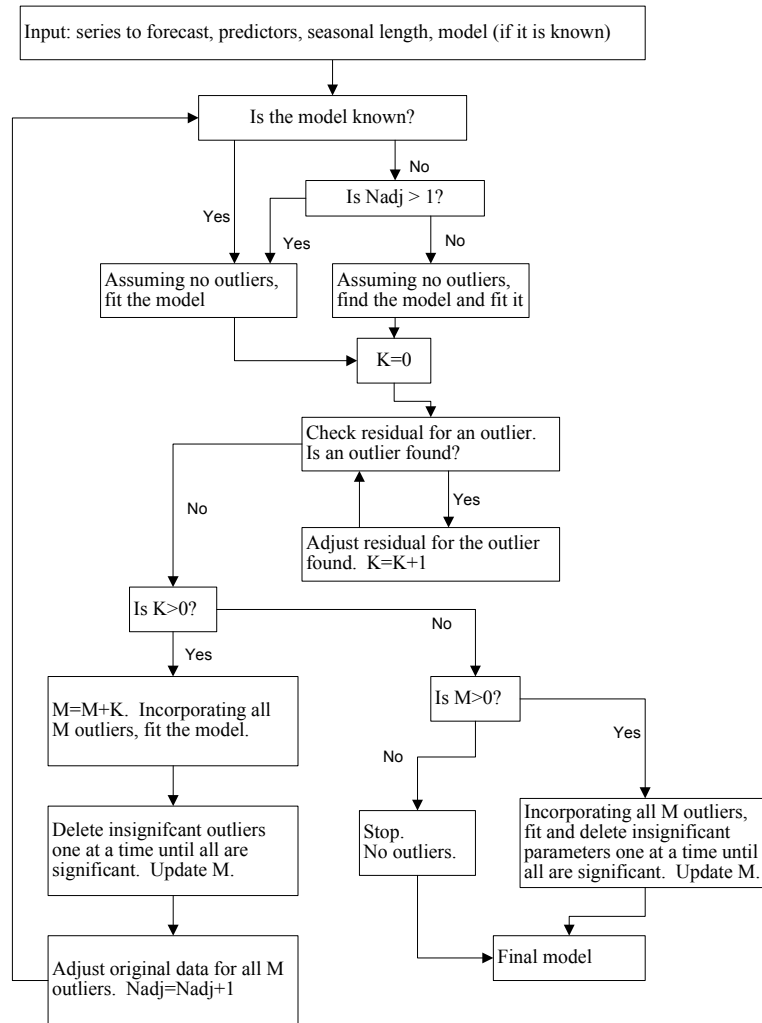 Input: series to forecast, predictors, seasonal length, model (if it is known)
Is the model known?
No
Is Nadj > 1?
Yes
Yes
No
Assuming no outliers,
fit the model
Assuming no outliers,
find the model and fit it
K=0
Check residual for an outlier.
Is an outlier found?
No
Yes
Adjust residual for the outlier
found.  K=K+1
Is K>0?
No
Yes
M=M+K.  Incorporating all
M outliers, fit the model.
Is M>0?
Yes
No
Delete insignifcant outliers
one at a time until all are
significant.  Update M.
Stop.
No outliers.
Incorporating all M outliers,
fit and delete insignificant
parameters one at a time until
all are significant.  Update M.
Adjust original data for all M
outliers.  Nadj=Nadj+1
Final model